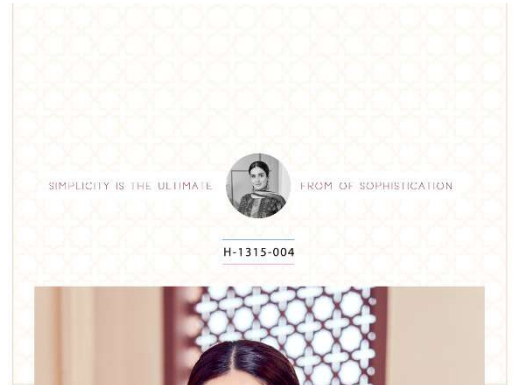 SIMPLICITY IS THE ULTIMATE FROM OF SOPHISTICATION
H-1315-004